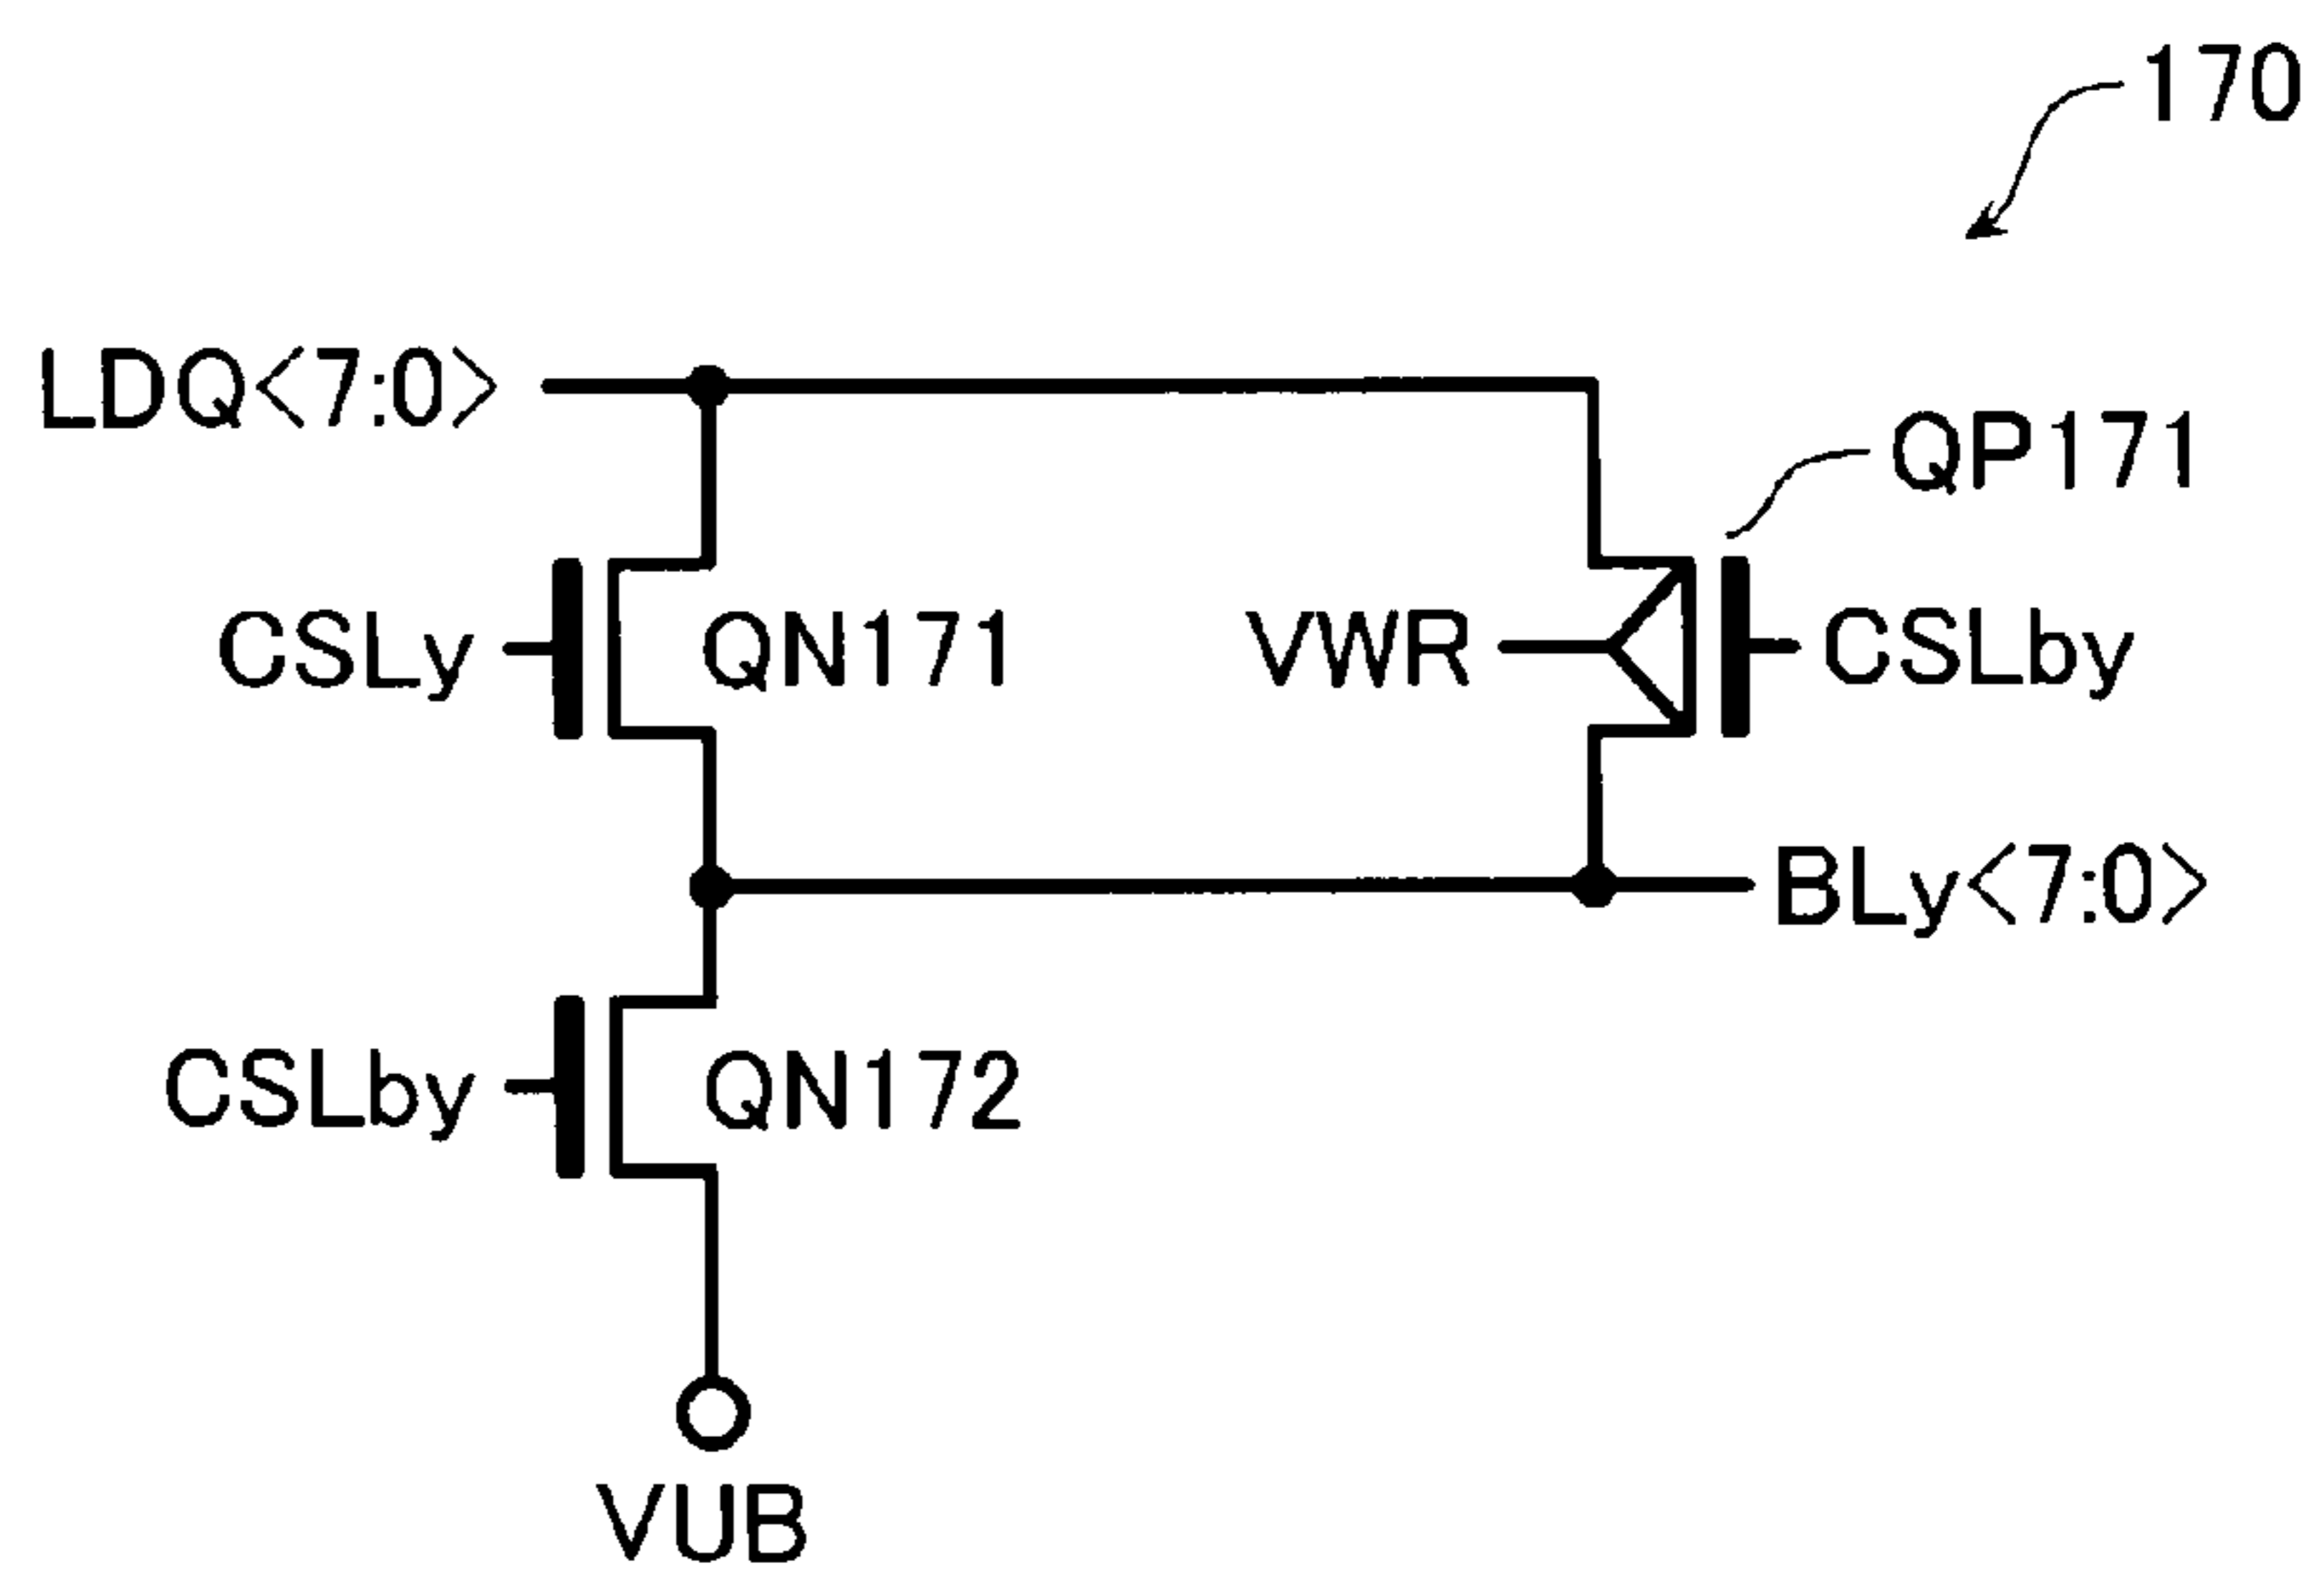 170
LDQ<7:0>
QP171
CSLy QN171 VWR CSLby
BLy<7:0>
CSLby QN172
VUB